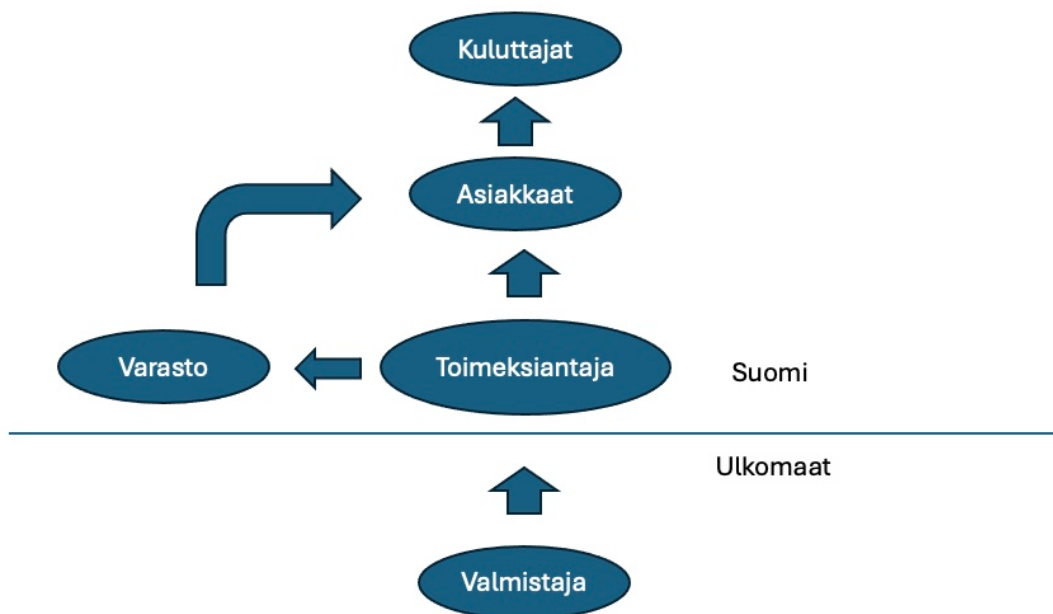 Kuluttajat
Asiakkaat
Varasto
Toimeksiantaja
Suomi
Ulkomaat
Valmistaja